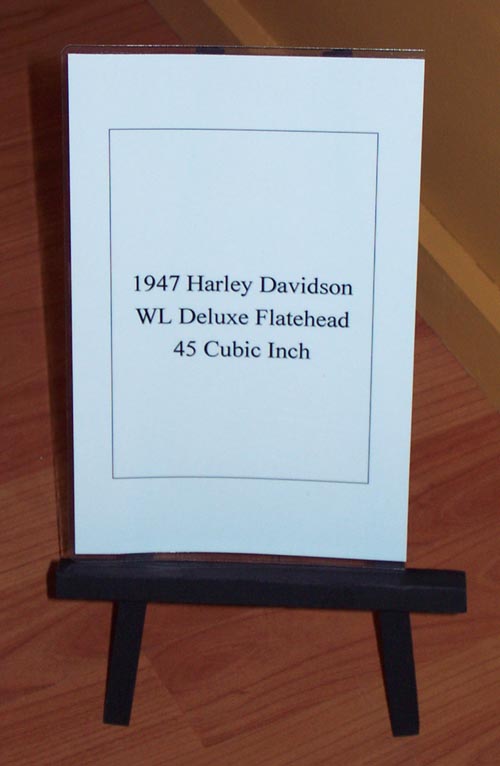 1947 Harley Davidson
WL Deluxe Flatehead
45 Cubic Inch